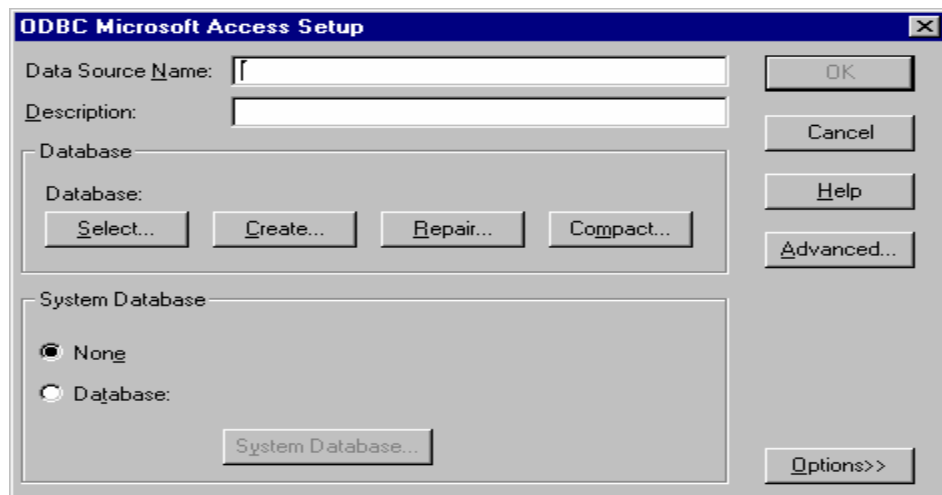 ODBC Microsoft Access Setup
Data Source Name:
OK
Description:
Cancel
Database
Database:
Help
Select...
Create...
Repair...
Compact...
Advanced...
System Database
None
Database:
System Database...
Options>>